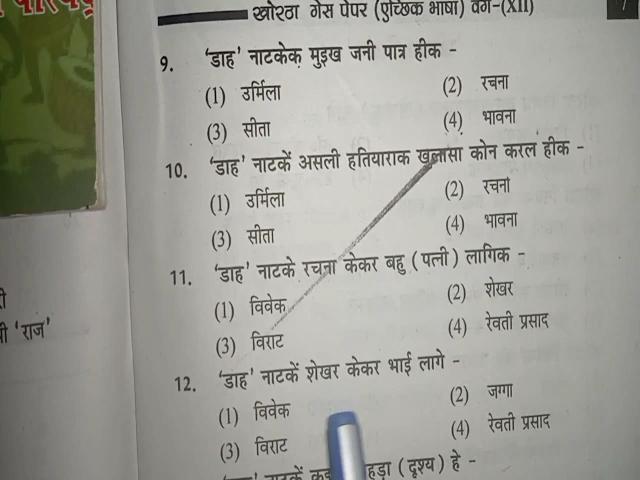 खोरठा गेस पेपर (ऐच्छिक भाषा) वर्ग-(XII)
9. 'डाह' नाटकेक मुइख जनी पात्र हीक -
(1) उर्मिला (2) रचना
(3) सीता (4) भावना
10. 'डाह' नाटकें असली हतियाराक खुलासा कोन करल हीक -
(1) उर्मिला (2) रचना
(3) सीता (4) भावना
11. 'डाह' नाटके रचना केकर बहु (पत्नी) लागिक -
(1) विवेक (2) शेखर
(3) विराट (4) रेवती प्रसाद
12. 'डाह' नाटकें शेखर केकर भाई लागे -
(1) विवेक (2) जग्गा
(3) विराट (4) रेवती प्रसाद
नाटकें (दृश्य) हे -
'राज'